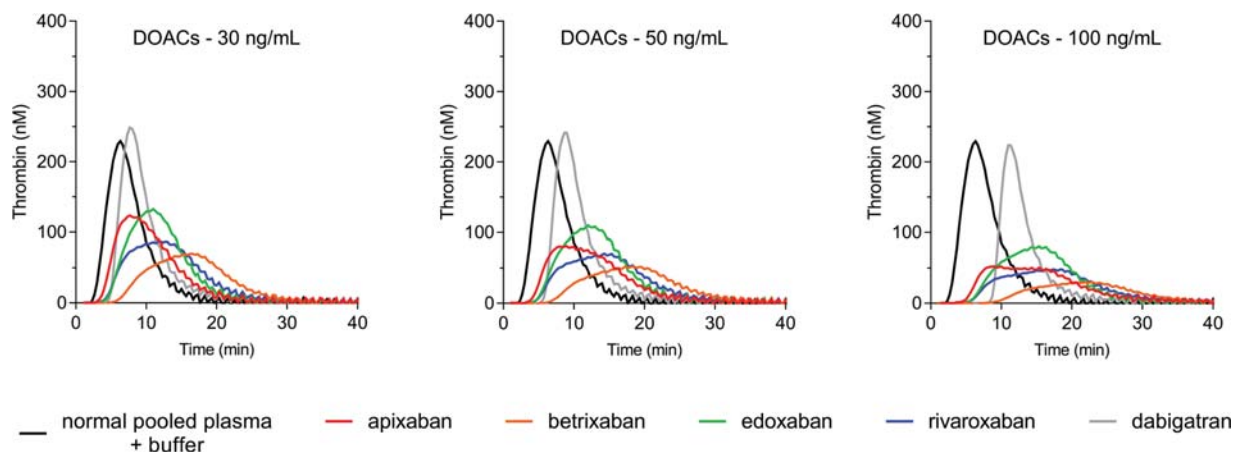 DOACs - 30 ng/mL
Thrombin (nM)
400
300
200
100
0
0 10 20 30 40
Time (min)
DOACs - 50 ng/mL
Thrombin (nM)
400
300
200
100
0
0 10 20 30 40
Time (min)
DOACs - 100 ng/mL
Thrombin (nM)
400
300
200
100
0
0 10 20 30 40
Time (min)
normal pooled plasma
+ buffer
apixaban
betrixaban
edoxaban
rivaroxaban
dabigatran